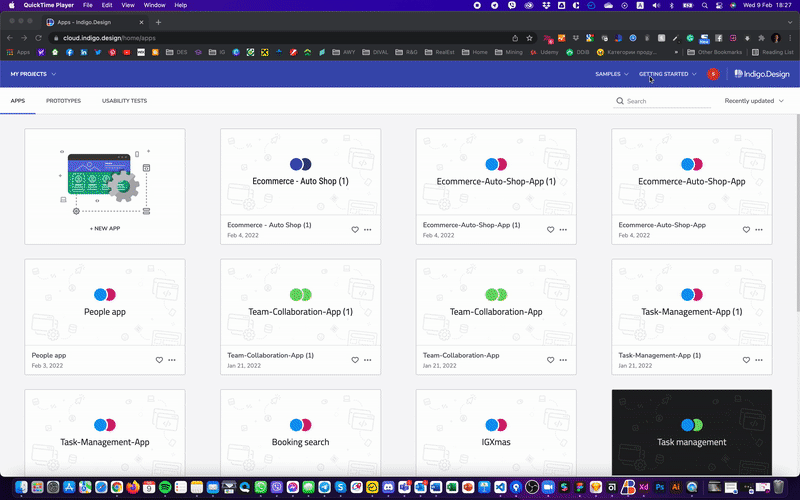 QuickTime Player File Edit View Window Help
Wed 9 Feb 18:27
Apps – Indigo.Design
cloud.indigo.design/home/apps
Apps
DES
IG
AWY
DIVAL
R&G
RealEst
Home
Mining
Udemy
DDiB
Категории проду...
Other Bookmarks
Reading List
MY PROJECTS
SAMPLES
GETTING STARTED
Indigo.Design
APPS
PROTOTYPES
USABILITY TESTS
Search
Recently updated
+ NEW APP
Ecommerce - Auto Shop (1)
Ecommerce - Auto Shop (1)
Feb 4, 2022
Ecommerce-Auto-Shop-App (1)
Ecommerce-Auto-Shop-App (1)
Feb 4, 2022
Ecommerce-Auto-Shop-App
Ecommerce-Auto-Shop-App
Feb 4, 2022
People app
People app
Feb 3, 2022
Team-Collaboration-App (1)
Team-Collaboration-App (1)
Jan 21, 2022
Team-Collaboration-App
Team-Collaboration-App
Jan 21, 2022
Task-Management-App (1)
Task-Management-App (1)
Jan 21, 2022
Task-Management-App
Booking search
IGXmas
Task management